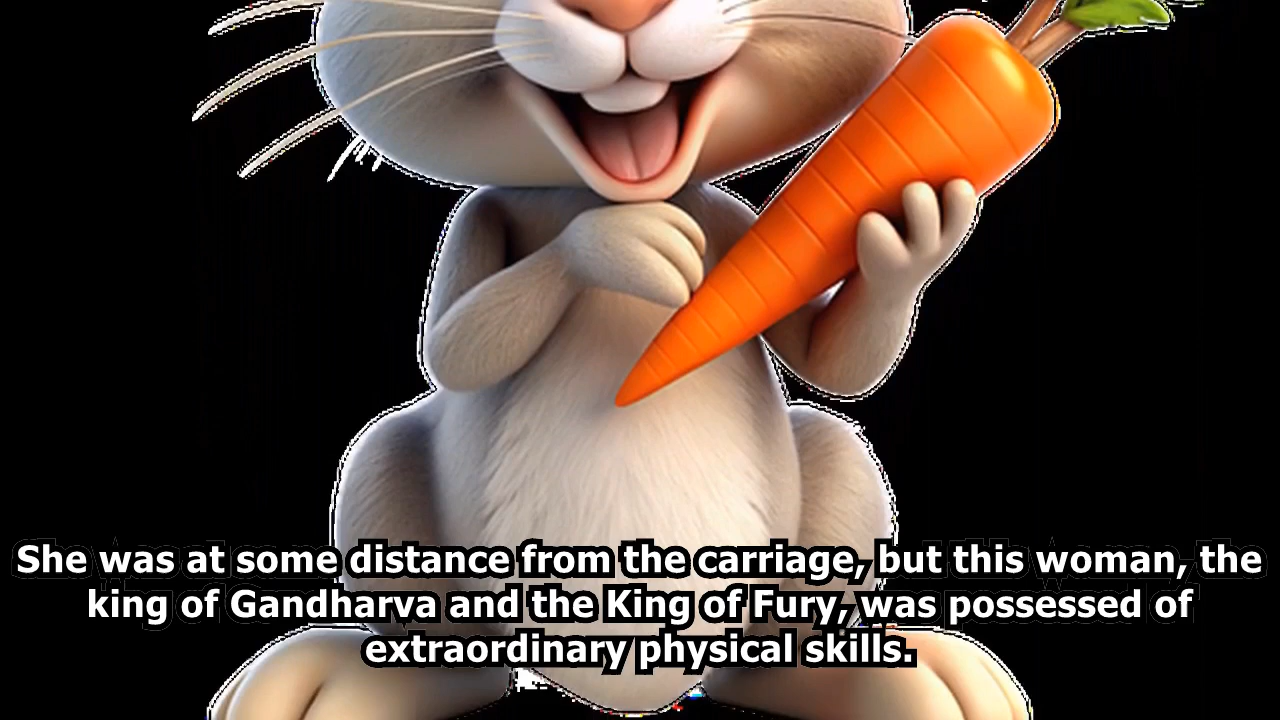 She was at some distance from the carriage, but this woman, the
king of Gandharva and the King of Fury, was possessed of
extraordinary physical skills.